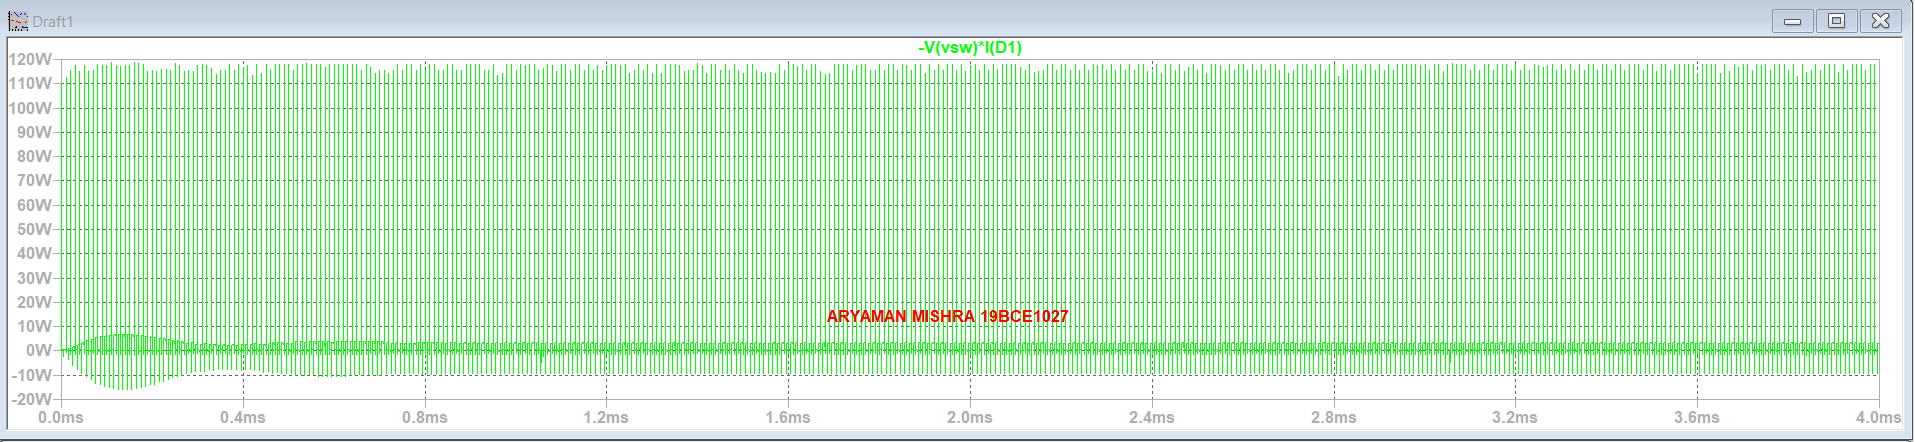 Draft1
-V(vsw)*I(D1)
120W
110W
100W
90W
80W
70W
60W
50W
40W
30W
20W
10W
0W
-10W
-20W
ARYAMAN MISHRA 19BCE1027
0.0ms 0.4ms 0.8ms 1.2ms 1.6ms 2.0ms 2.4ms 2.8ms 3.2ms 3.6ms 4.0ms